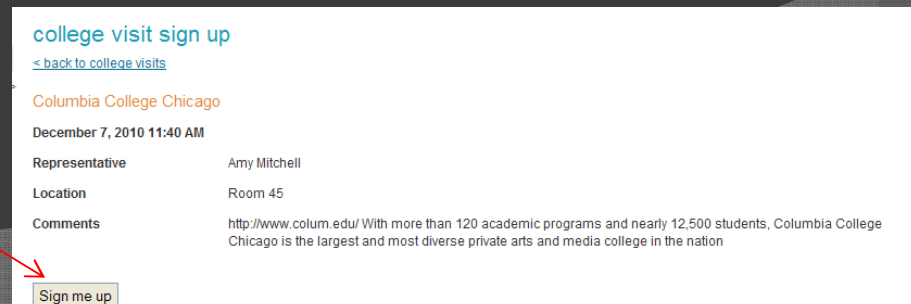 college visit sign up
< back to college visits
Columbia College Chicago
December 7, 2010 11:40 AM
Representative Amy Mitchell
Location Room 45
Comments http://www.colum.edu/ With more than 120 academic programs and nearly 12,500 students, Columbia College
Chicago is the largest and most diverse private arts and media college in the nation
Sign me up